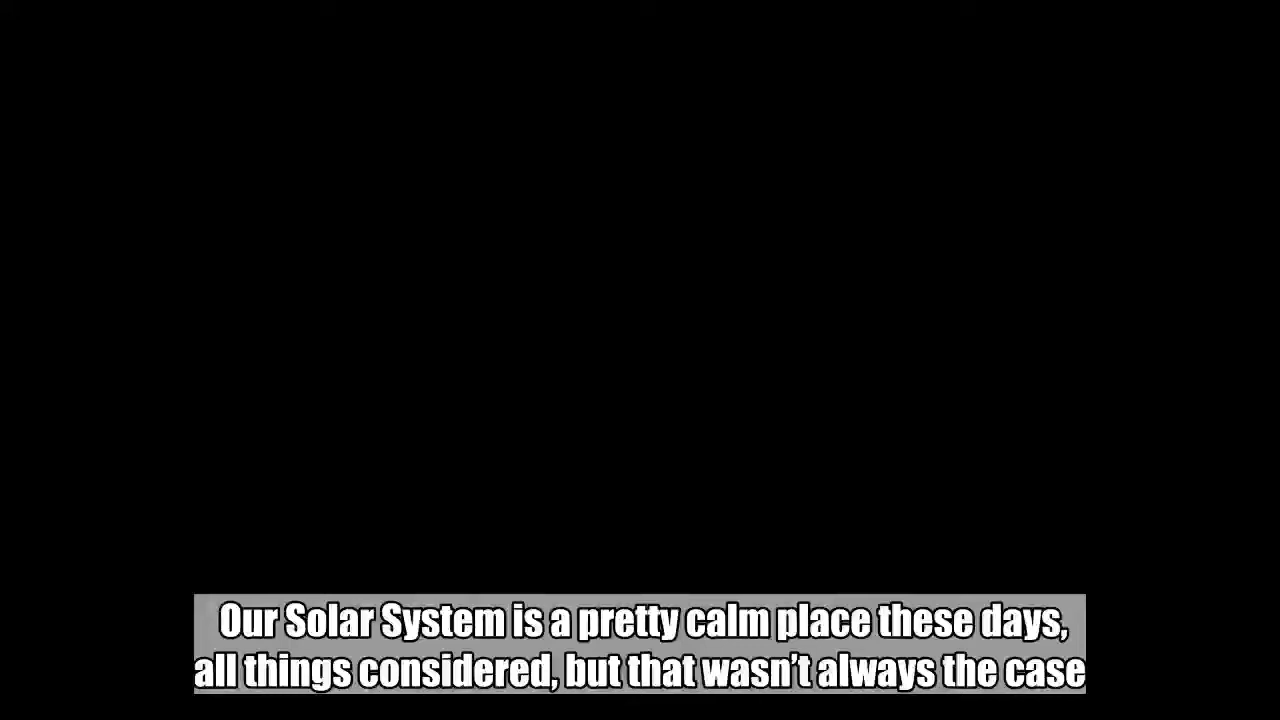 Our Solar System is a pretty calm place these days,
all things considered, but that wasn’t always the case